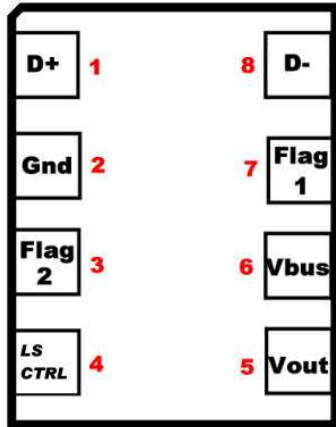 D+ 1 8 D-
Gnd 2 7 Flag 1
Flag 2 3 6 Vbus
LS CTRL 4 5 Vout